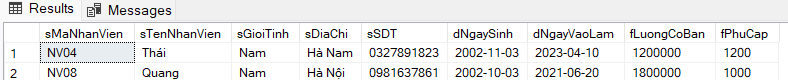 Results Messages
sMaNhanVien sTenNhanVien sGioiTinh sDiaChi sSDT dNgaySinh dNgayVaoLam fLuongCoBan fPhuCap
1 NV04 Thái Nam Hà Nam 0327891823 2002-11-03 2023-04-10 1200000 1200
2 NV08 Quang Nam Hà Nội 0981637861 2002-10-03 2021-06-20 1800000 1000